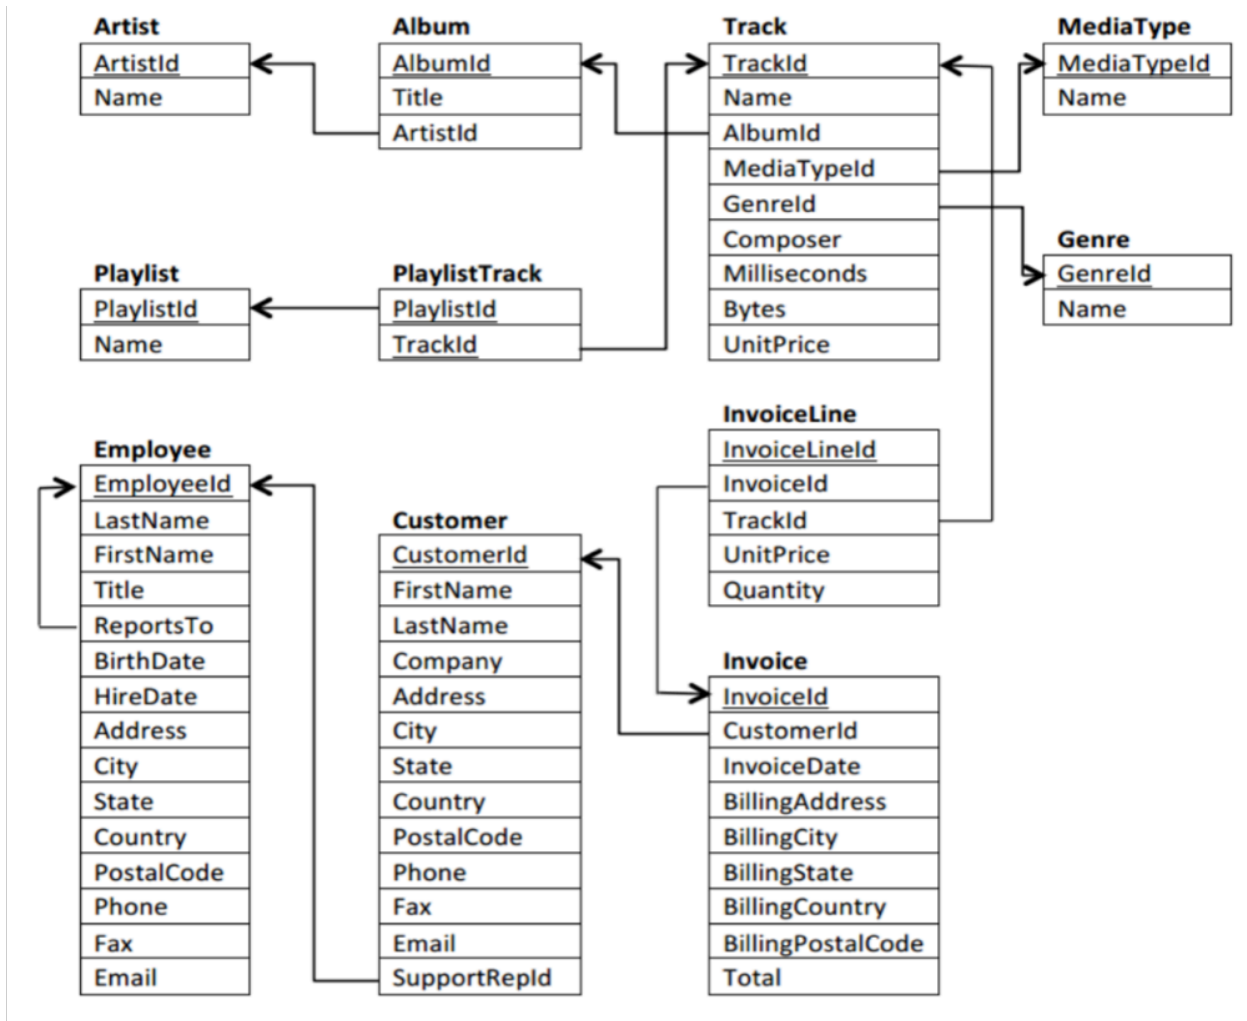 Artist
ArtistId
Name
Album
AlbumId
Title
ArtistId
Track
TrackId
Name
AlbumId
MediaTypeId
GenreId
Composer
Milliseconds
Bytes
UnitPrice
MediaType
MediaTypeId
Name
Genre
GenreId
Name
Playlist
PlaylistId
Name
PlaylistTrack
PlaylistId
TrackId
Employee
EmployeeId
LastName
FirstName
Title
ReportsTo
BirthDate
HireDate
Address
City
State
Country
PostalCode
Phone
Fax
Email
Customer
CustomerId
FirstName
LastName
Company
Address
City
State
Country
PostalCode
Phone
Fax
Email
SupportRepId
InvoiceLine
InvoiceLineId
InvoiceId
TrackId
UnitPrice
Quantity
Invoice
InvoiceId
CustomerId
InvoiceDate
BillingAddress
BillingCity
BillingState
BillingCountry
BillingPostalCode
Total